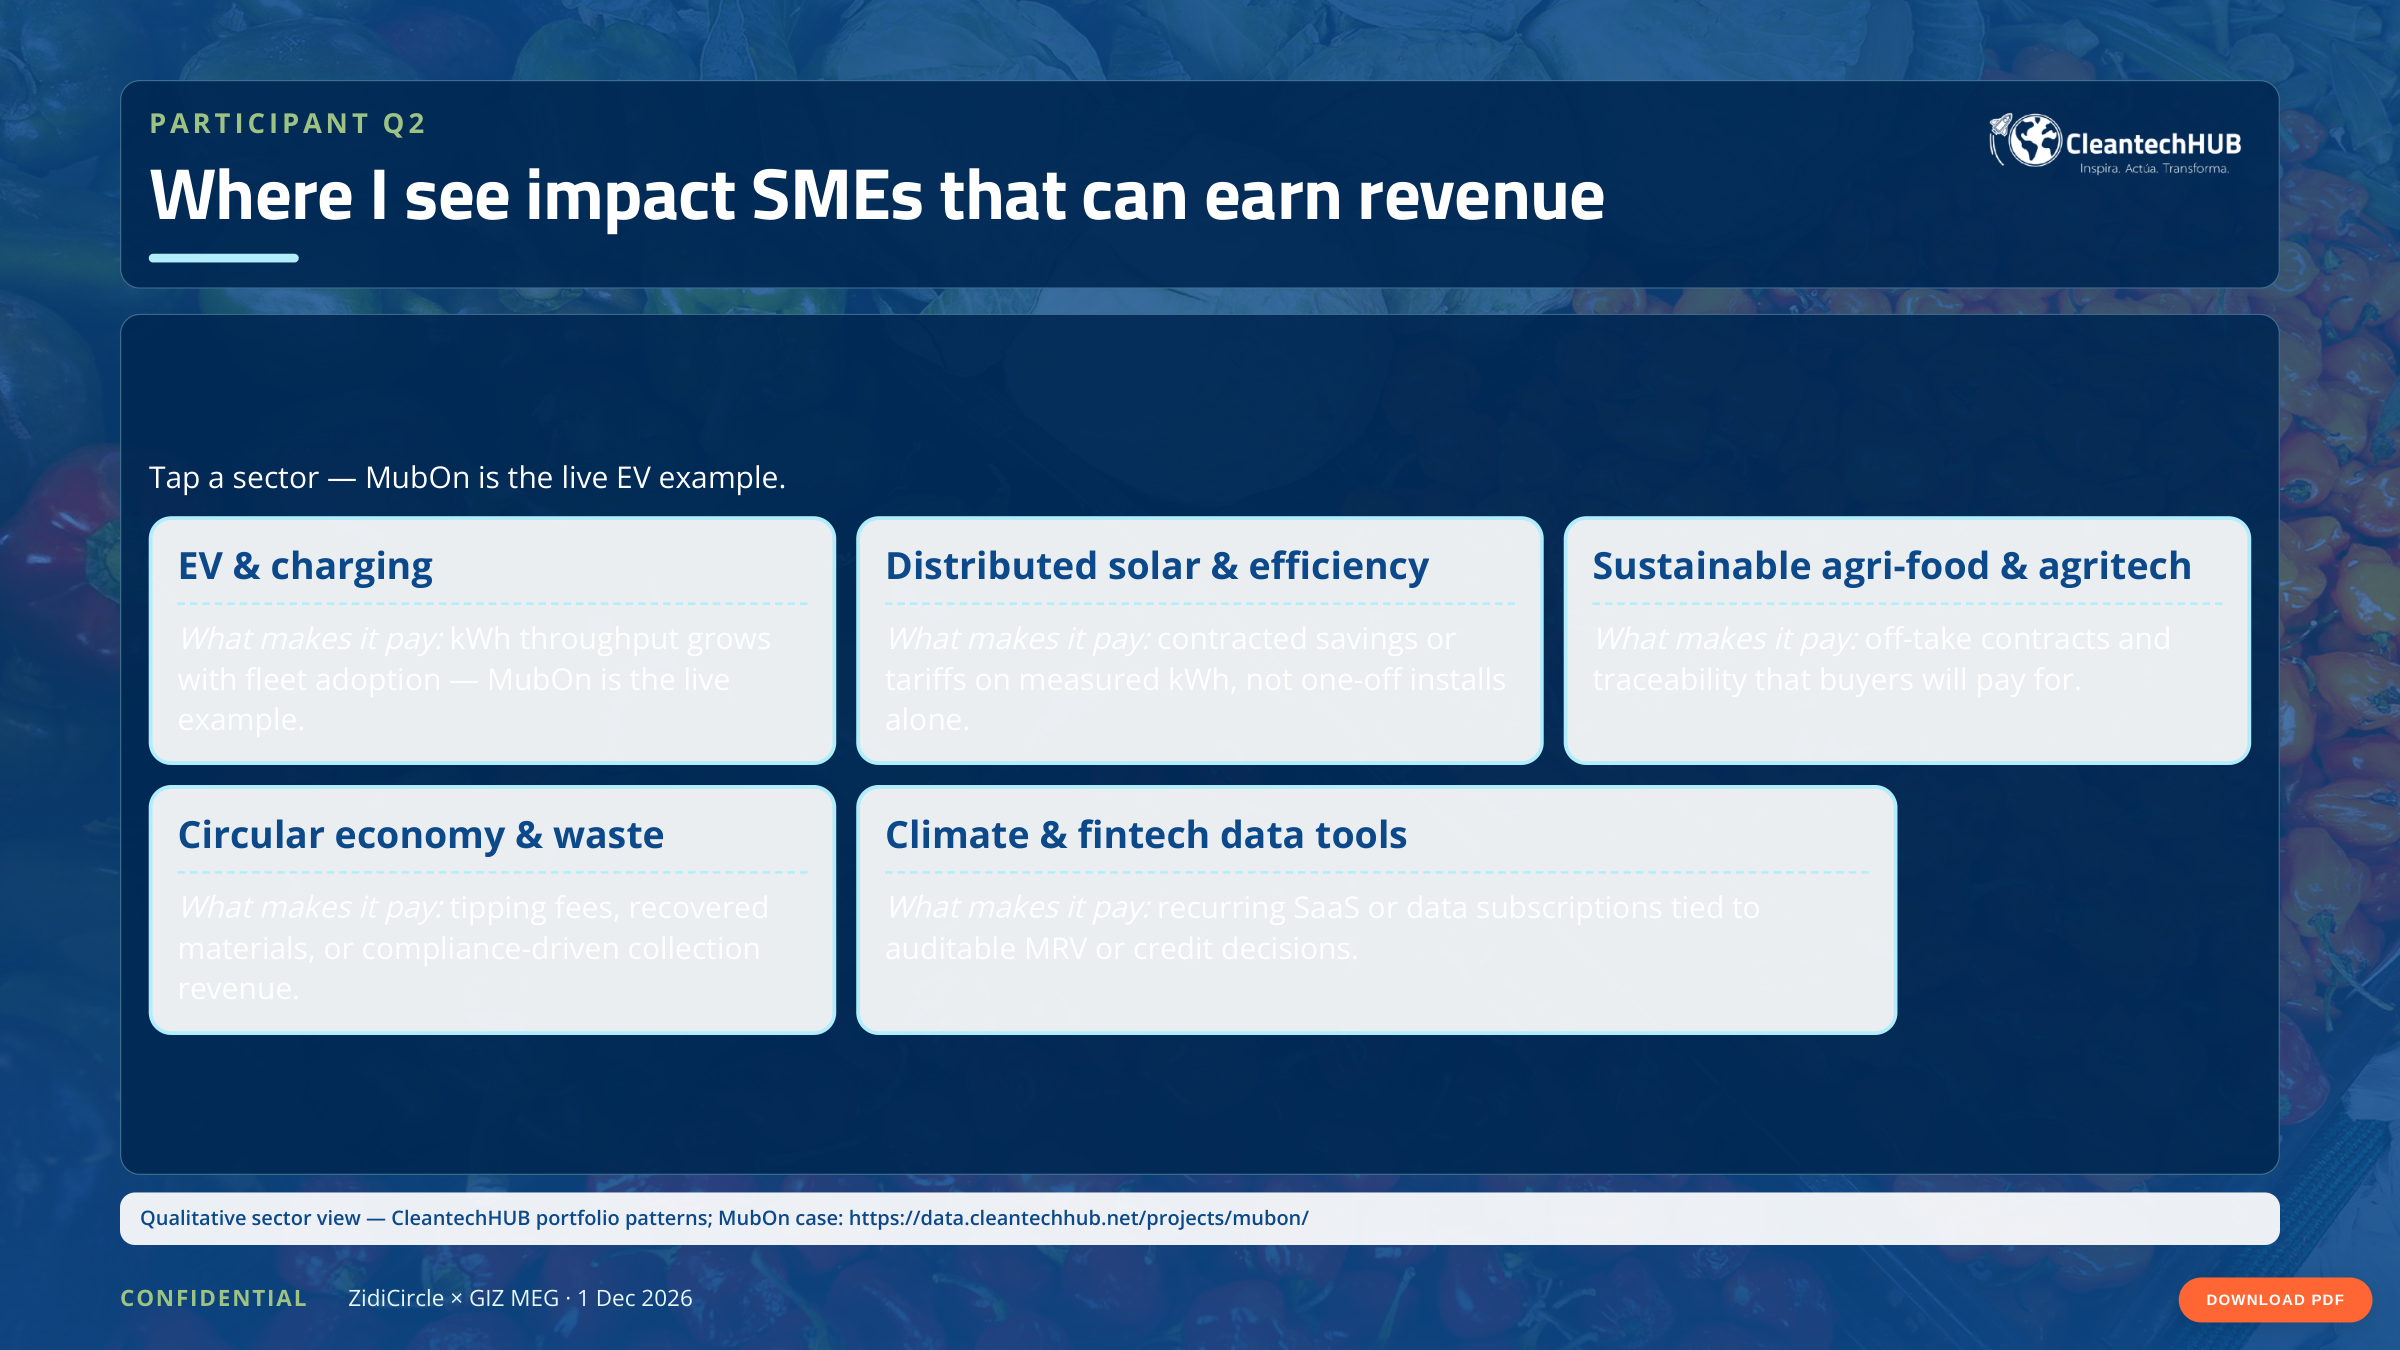 PARTICIPANT Q2
Where I see impact SMEs that can earn revenue
CleantechHUB
Inspira. Actúa. Transforma.
Tap a sector — MubOn is the live EV example.
EV & charging
What makes it pay: kWh throughput grows
with fleet adoption — MubOn is the live
example.
Distributed solar & efficiency
What makes it pay: contracted savings or
tariffs on measured kWh, not one-off installs
alone.
Sustainable agri-food & agritech
What makes it pay: off-take contracts and
traceability that buyers will pay for.
Circular economy & waste
What makes it pay: tipping fees, recovered
materials, or compliance-driven collection
revenue.
Climate & fintech data tools
What makes it pay: recurring SaaS or data subscriptions tied to
auditable MRV or credit decisions.
Qualitative sector view — CleantechHUB portfolio patterns; MubOn case: https://data.cleantechhub.net/projects/mubon/
CONFIDENTIAL ZidiCircle × GIZ MEG · 1 Dec 2026
DOWNLOAD PDF